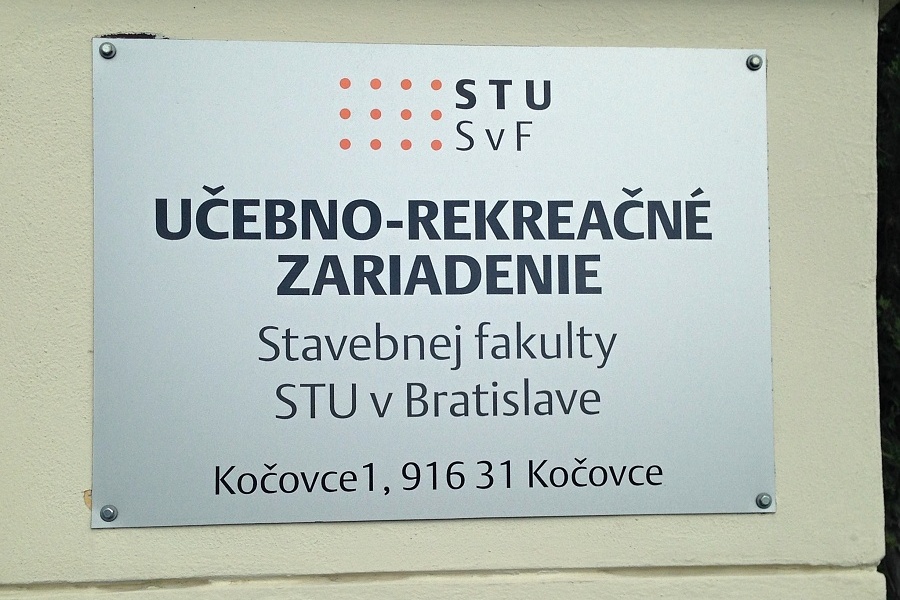 STU
SvF
UČEBNO-REKREAČNÉ
ZARIADENIE
Stavebnej fakulty
STU v Bratislave
Kočovce1, 916 31 Kočovce